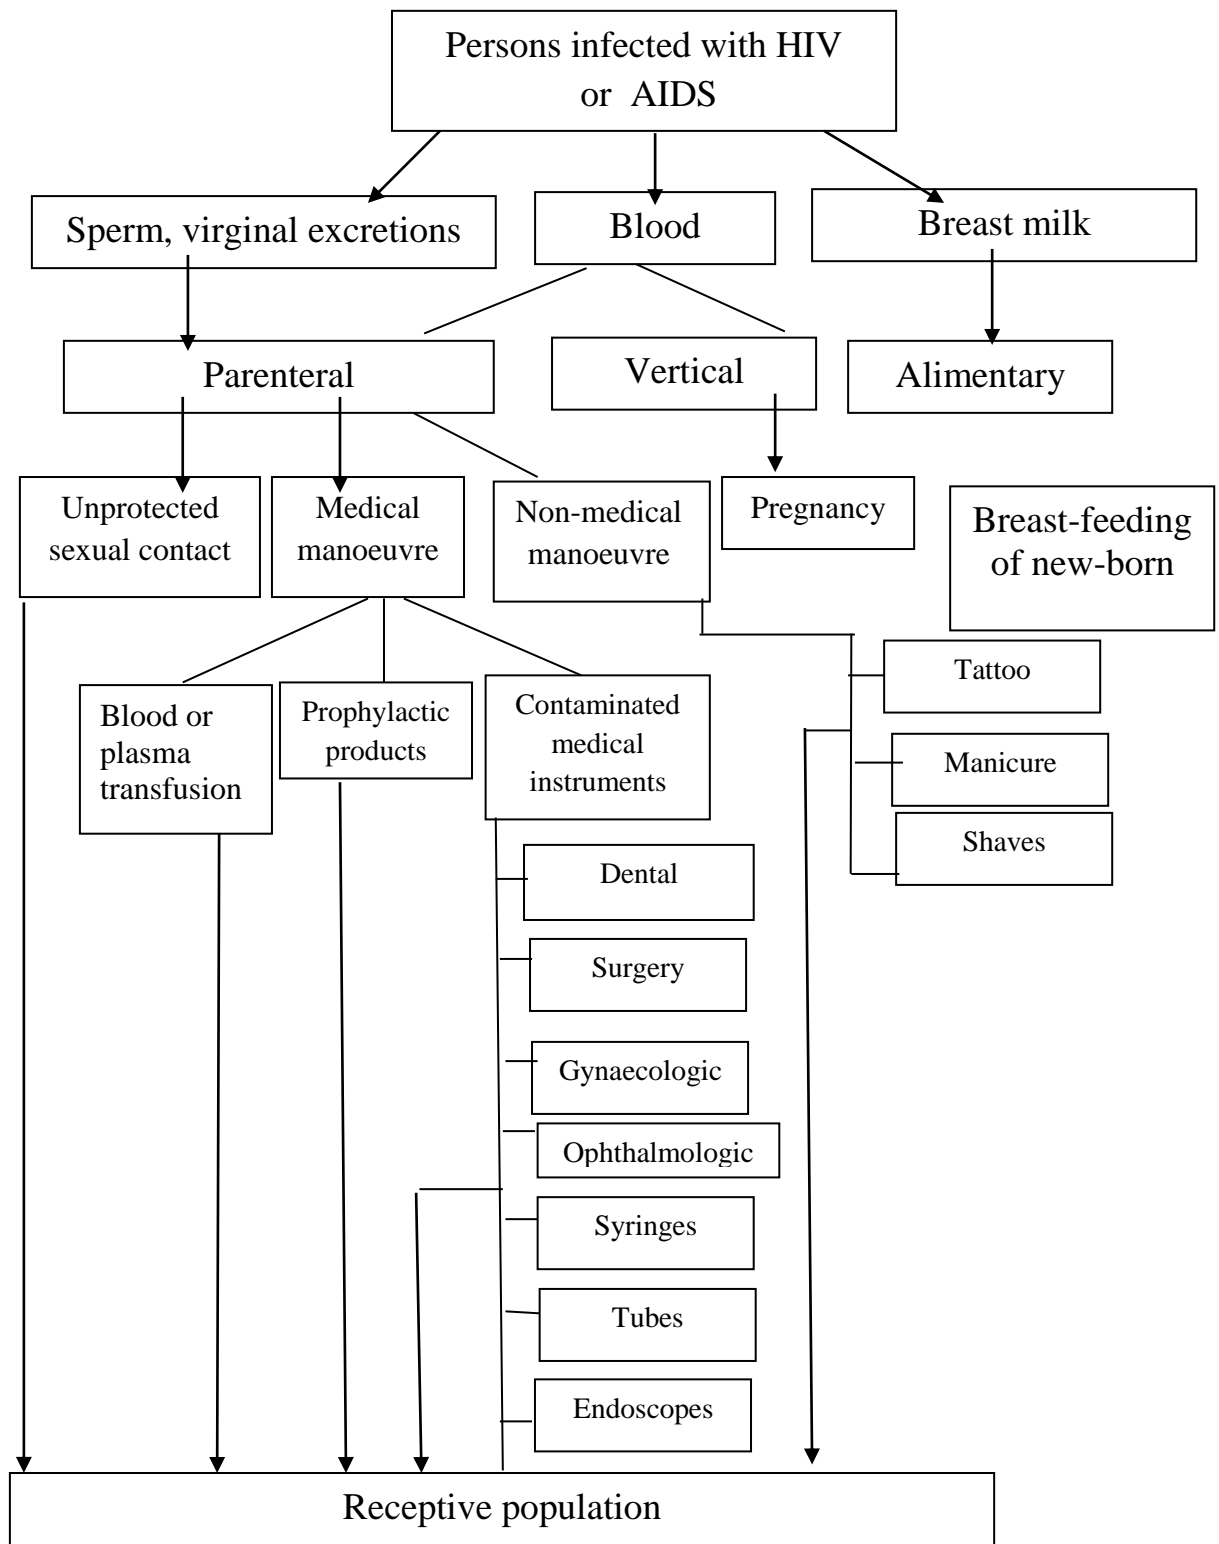 Persons infected with HIV
or AIDS
Sperm, virginal excretions
Blood
Breast milk
Parenteral
Vertical
Alimentary
Unprotected
sexual contact
Medical
manoeuvre
Non-medical
manoeuvre
Pregnancy
Breast-feeding
of new-born
Blood or
plasma
transfusion
Prophylactic
products
Contaminated
medical
instruments
Tattoo
Manicure
Shaves
Dental
Surgery
Gynaecologic
Ophthalmologic
Syringes
Tubes
Endoscopes
Receptive population